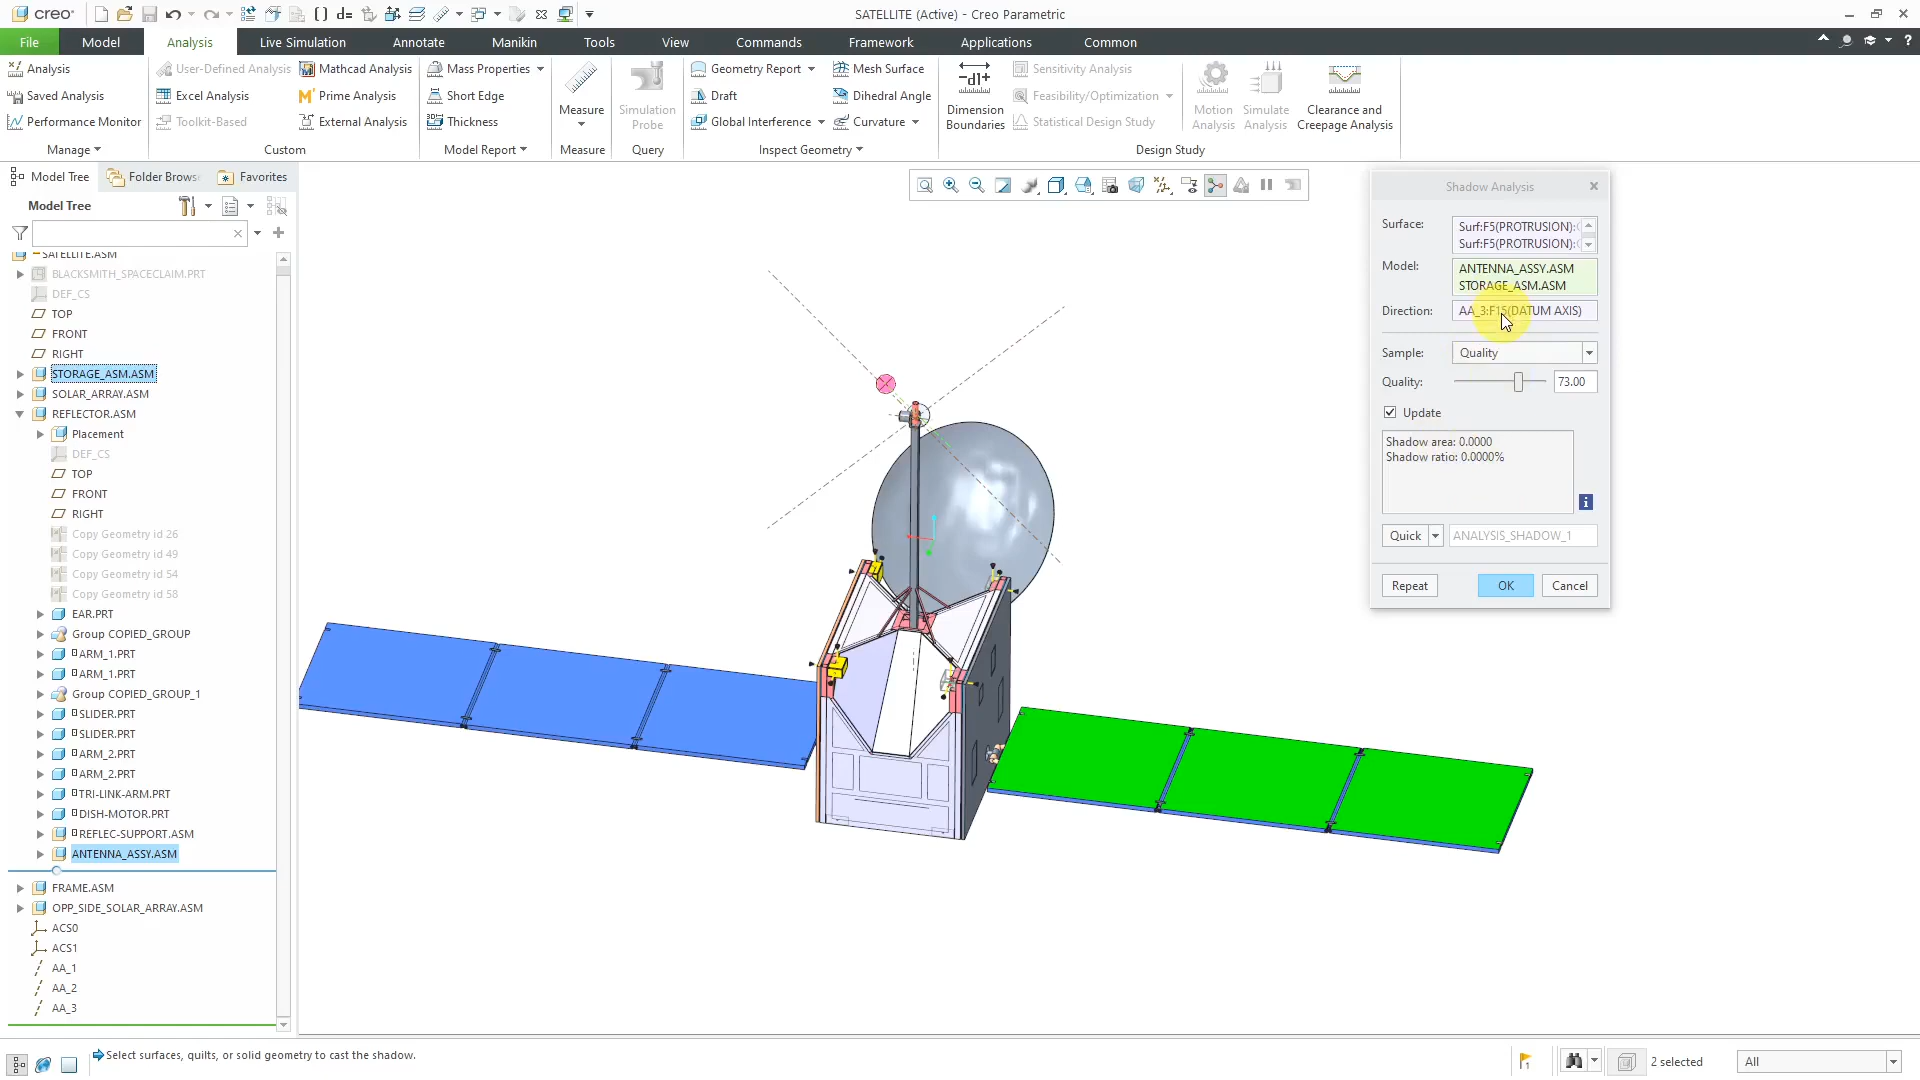 creo
SATELLITE (Active) - Creo Parametric
File
Model
Analysis
Live Simulation
Annotate
Manikin
Tools
View
Commands
Framework
Applications
Common
Analysis
Saved Analysis
Performance Monitor
Manage
User-Defined Analysis
Excel Analysis
Toolkit-Based
Mathcad Analysis
Prime Analysis
External Analysis
Custom
Mass Properties
Short Edge
Thickness
Model Report
Measure
Measure
Simulation
Probe
Query
Geometry Report
Draft
Global Interference
Mesh Surface
Dihedral Angle
Curvature
Inspect Geometry
Dimension
Boundaries
Sensitivity Analysis
Feasibility/Optimization
Statistical Design Study
Motion
Analysis
Simulate
Analysis
Clearance and
Creepage Analysis
Design Study
Model Tree
Folder Brows
Favorites
Model Tree
SATELLITE.ASM
BLACKSMITH_SPACECLAIM.PRT
DEF_CS
TOP
FRONT
RIGHT
STORAGE_ASM.ASM
SOLAR_ARRAY.ASM
REFLECTOR.ASM
Placement
DEF_CS
TOP
FRONT
RIGHT
Copy Geometry id 26
Copy Geometry id 49
Copy Geometry id 54
Copy Geometry id 58
EAR.PRT
Group COPIED_GROUP
ARM_1.PRT
ARM_1.PRT
Group COPIED_GROUP_1
SLIDER.PRT
SLIDER.PRT
ARM_2.PRT
ARM_2.PRT
TRI-LINK-ARM.PRT
DISH-MOTOR.PRT
REFLEC-SUPPORT.ASM
ANTENNA_ASSY.ASM
FRAME.ASM
OPP_SIDE_SOLAR_ARRAY.ASM
ACS0
ACS1
AA_1
AA_2
AA_3
Shadow Analysis
Surface:
Surf:F5(PROTRUSION):
Surf:F5(PROTRUSION):
Model:
ANTENNA_ASSY.ASM
STORAGE_ASM.ASM
Direction:
AA_3:F15(DATUM AXIS)
Sample:
Quality
Quality:
73.00
Update
Shadow area: 0.0000
Shadow ratio: 0.0000%
Quick
ANALYSIS_SHADOW_1
Repeat
OK
Cancel
Select surfaces, quilts, or solid geometry to cast the shadow.
2 selected
All